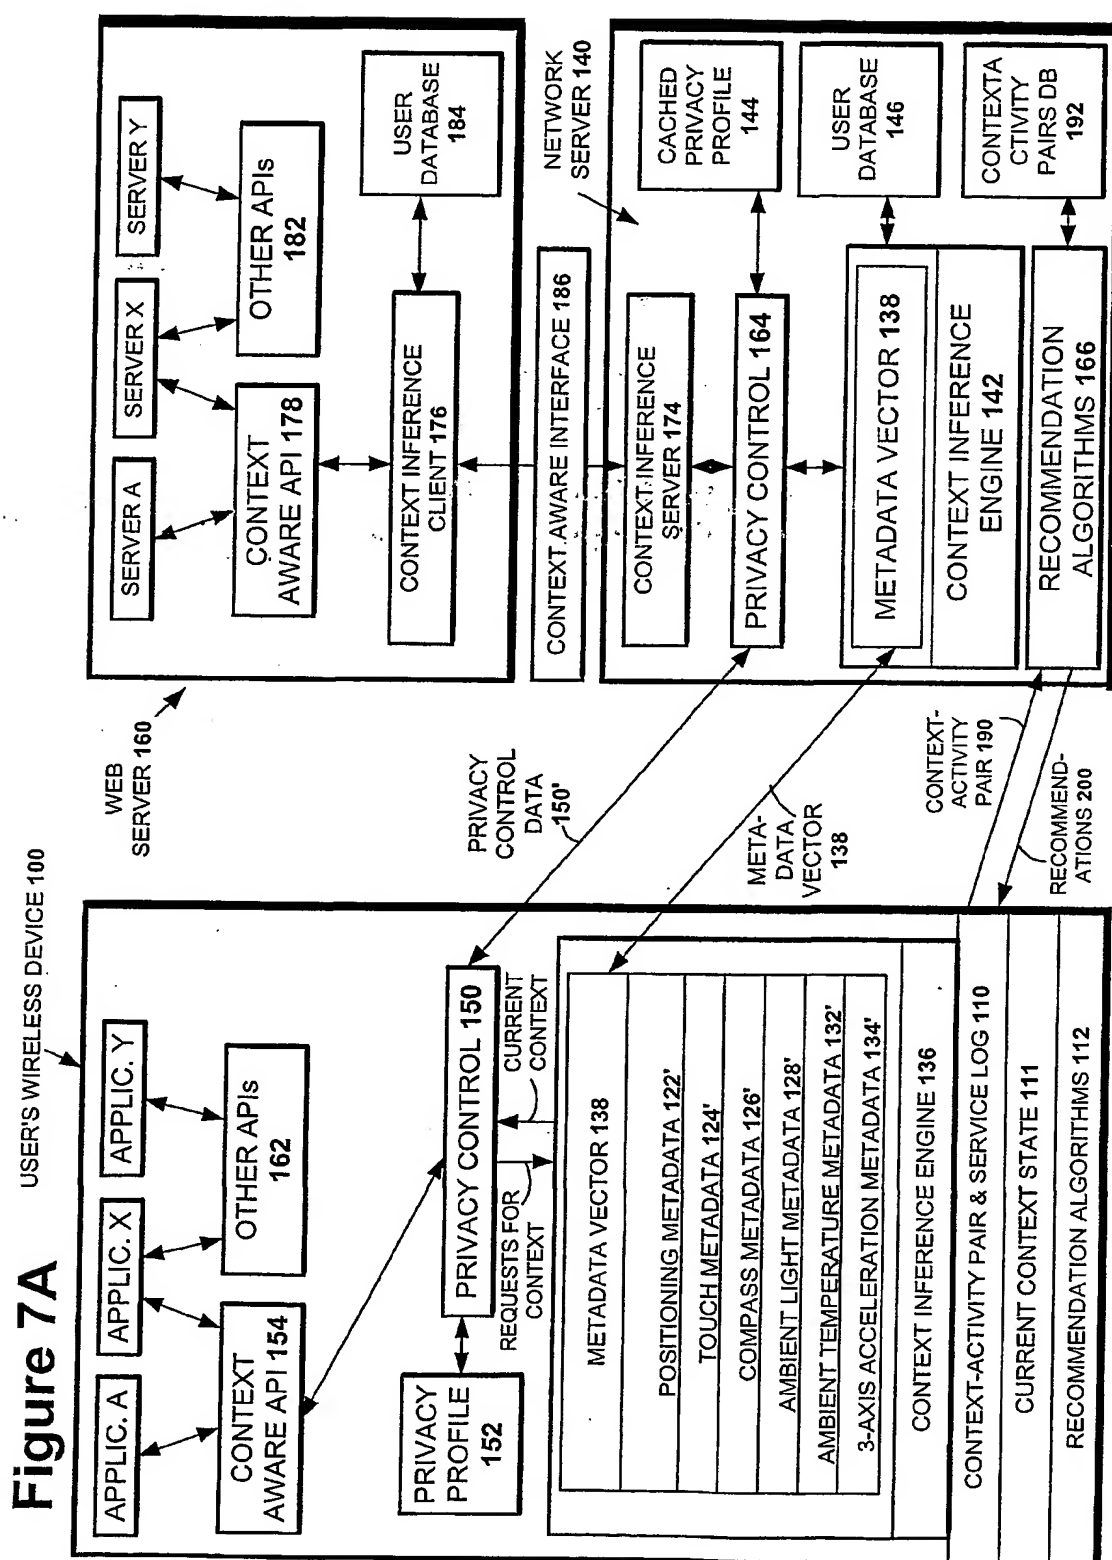 Figure 7A
USER'S WIRELESS DEVICE 100
APPLIC. A
APPLIC. X
APPLIC. Y
CONTEXT
AWARE API 154
OTHER APIs
162
PRIVACY
PROFILE
152
PRIVACY CONTROL 150
REQUESTS FOR
CONTEXT
CURRENT
CONTEXT
METADATA VECTOR 138
POSITIONING METADATA 122'
TOUCH METADATA 124'
COMPASS METADATA 126'
AMBIENT LIGHT METADATA 128'
AMBIENT TEMPERATURE METADATA 132'
3-AXIS ACCELERATION METADATA 134'
CONTEXT INFERENCE ENGINE 136
CONTEXT-ACTIVITY PAIR & SERVICE LOG 110
CURRENT CONTEXT STATE 111
RECOMMENDATION ALGORITHMS 112
WEB
SERVER 160
PRIVACY
CONTROL
DATA
150'
META-
DATA
VECTOR
138
CONTEXT-
ACTIVITY
PAIR 190
RECOMMEND-
ATIONS 200
SERVER A
SERVER X
SERVER Y
CONTEXT
AWARE API 178
OTHER APIs
182
CONTEXT INFERENCE
CLIENT 176
USER
DATABASE
184
CONTEXT AWARE INTERFACE 186
NETWORK
SERVER 140
CONTEXT INFERENCE
SERVER 174
PRIVACY CONTROL 164
CACHED
PRIVACY
PROFILE
144
METADATA VECTOR 138
CONTEXT INFERENCE
ENGINE 142
USER
DATABASE
146
RECOMMENDATION
ALGORITHMS 166
CONTEXTA
CTIVITY
PAIRS DB
192